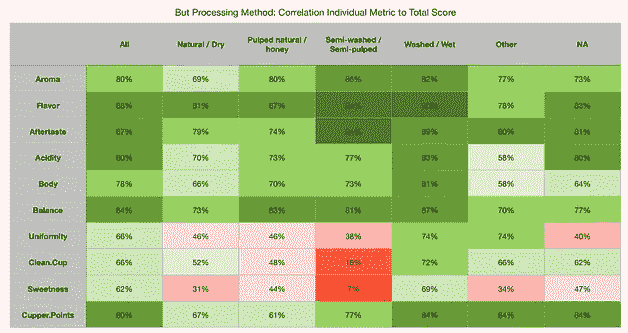 But Processing Method: Correlation Individual Metric to Total Score
All Natural / Dry Pulped natural / honey Semi-washed / Semi-pulped Washed / Wet Other NA
Aroma 80% 69% 80% 86% 82% 77% 73%
Flavor 81% 87% 78% 83%
Aftertaste 87% 79% 74% 89% 80% 81%
Acidity 80% 70% 73% 77% 83% 58% 80%
Body 78% 66% 70% 73% 81% 58% 64%
Balance 84% 73% 83% 81% 87% 70% 77%
Uniformity 66% 46% 46% 38% 74% 74% 40%
Clean.Cup 66% 52% 48% 72% 66% 62%
Sweetness 62% 31% 44% 7% 69% 34% 47%
Cupper.Points 80% 67% 61% 77% 84% 84% 84%